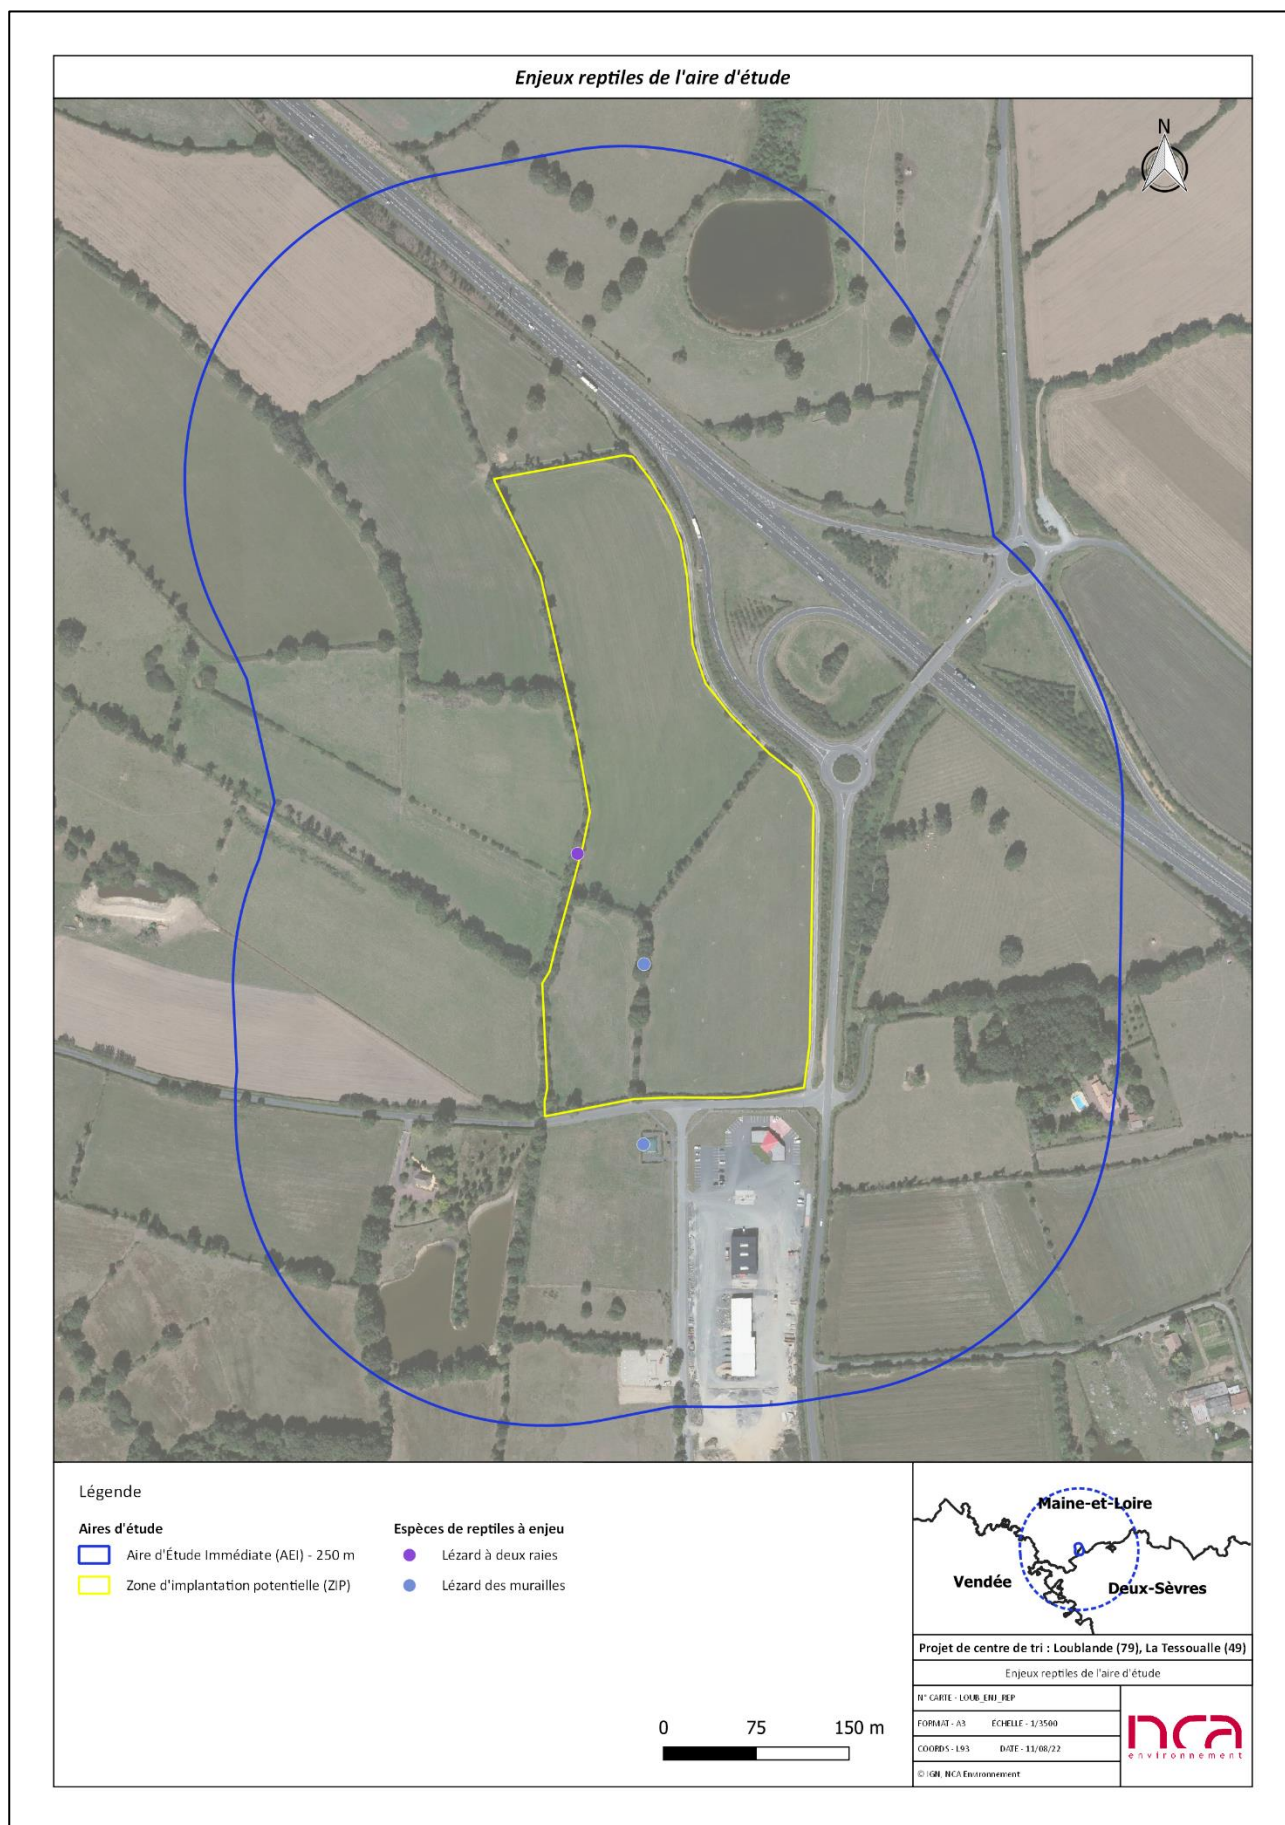 Enjeux reptiles de l'aire d'étude
N
Légende
Aires d'étude
Aire d'Étude Immédiate (AEI) - 250 m
Zone d'implantation potentielle (ZIP)
Espèces de reptiles à enjeu
Lézard à deux raies
Lézard des murailles
0 75 150 m
Maine-et-Loire
Vendée
Deux-Sèvres
Projet de centre de tri : Loublande (79), La Tessoualle (49)
Enjeux reptiles de l'aire d'étude
N° CARTE - LOUB_ENJ_REP
FORMAT - A3 ÉCHELLE - 1/3500
COORDS - L93 DATE - 11/08/22
© IGN, NCA Environnement
nca
environnement